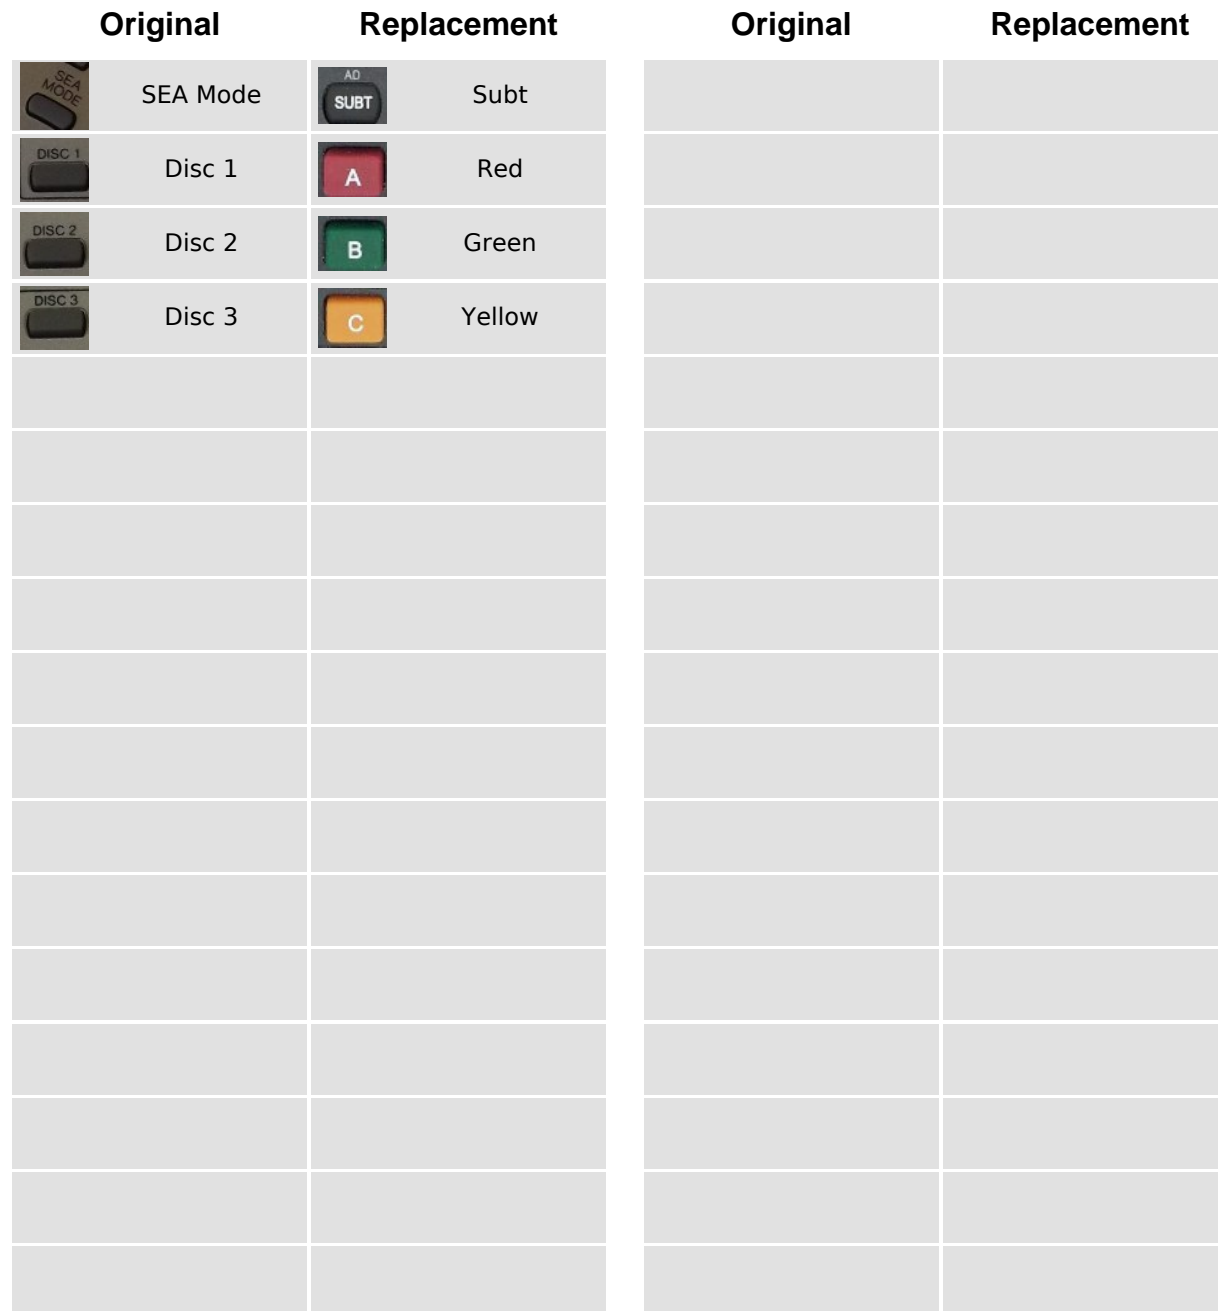 Original Replacement Original Replacement
SEA MODE SEA Mode AD SUBT Subt
DISC 1 Disc 1 A Red
DISC 2 Disc 2 B Green
DISC 3 Disc 3 C Yellow